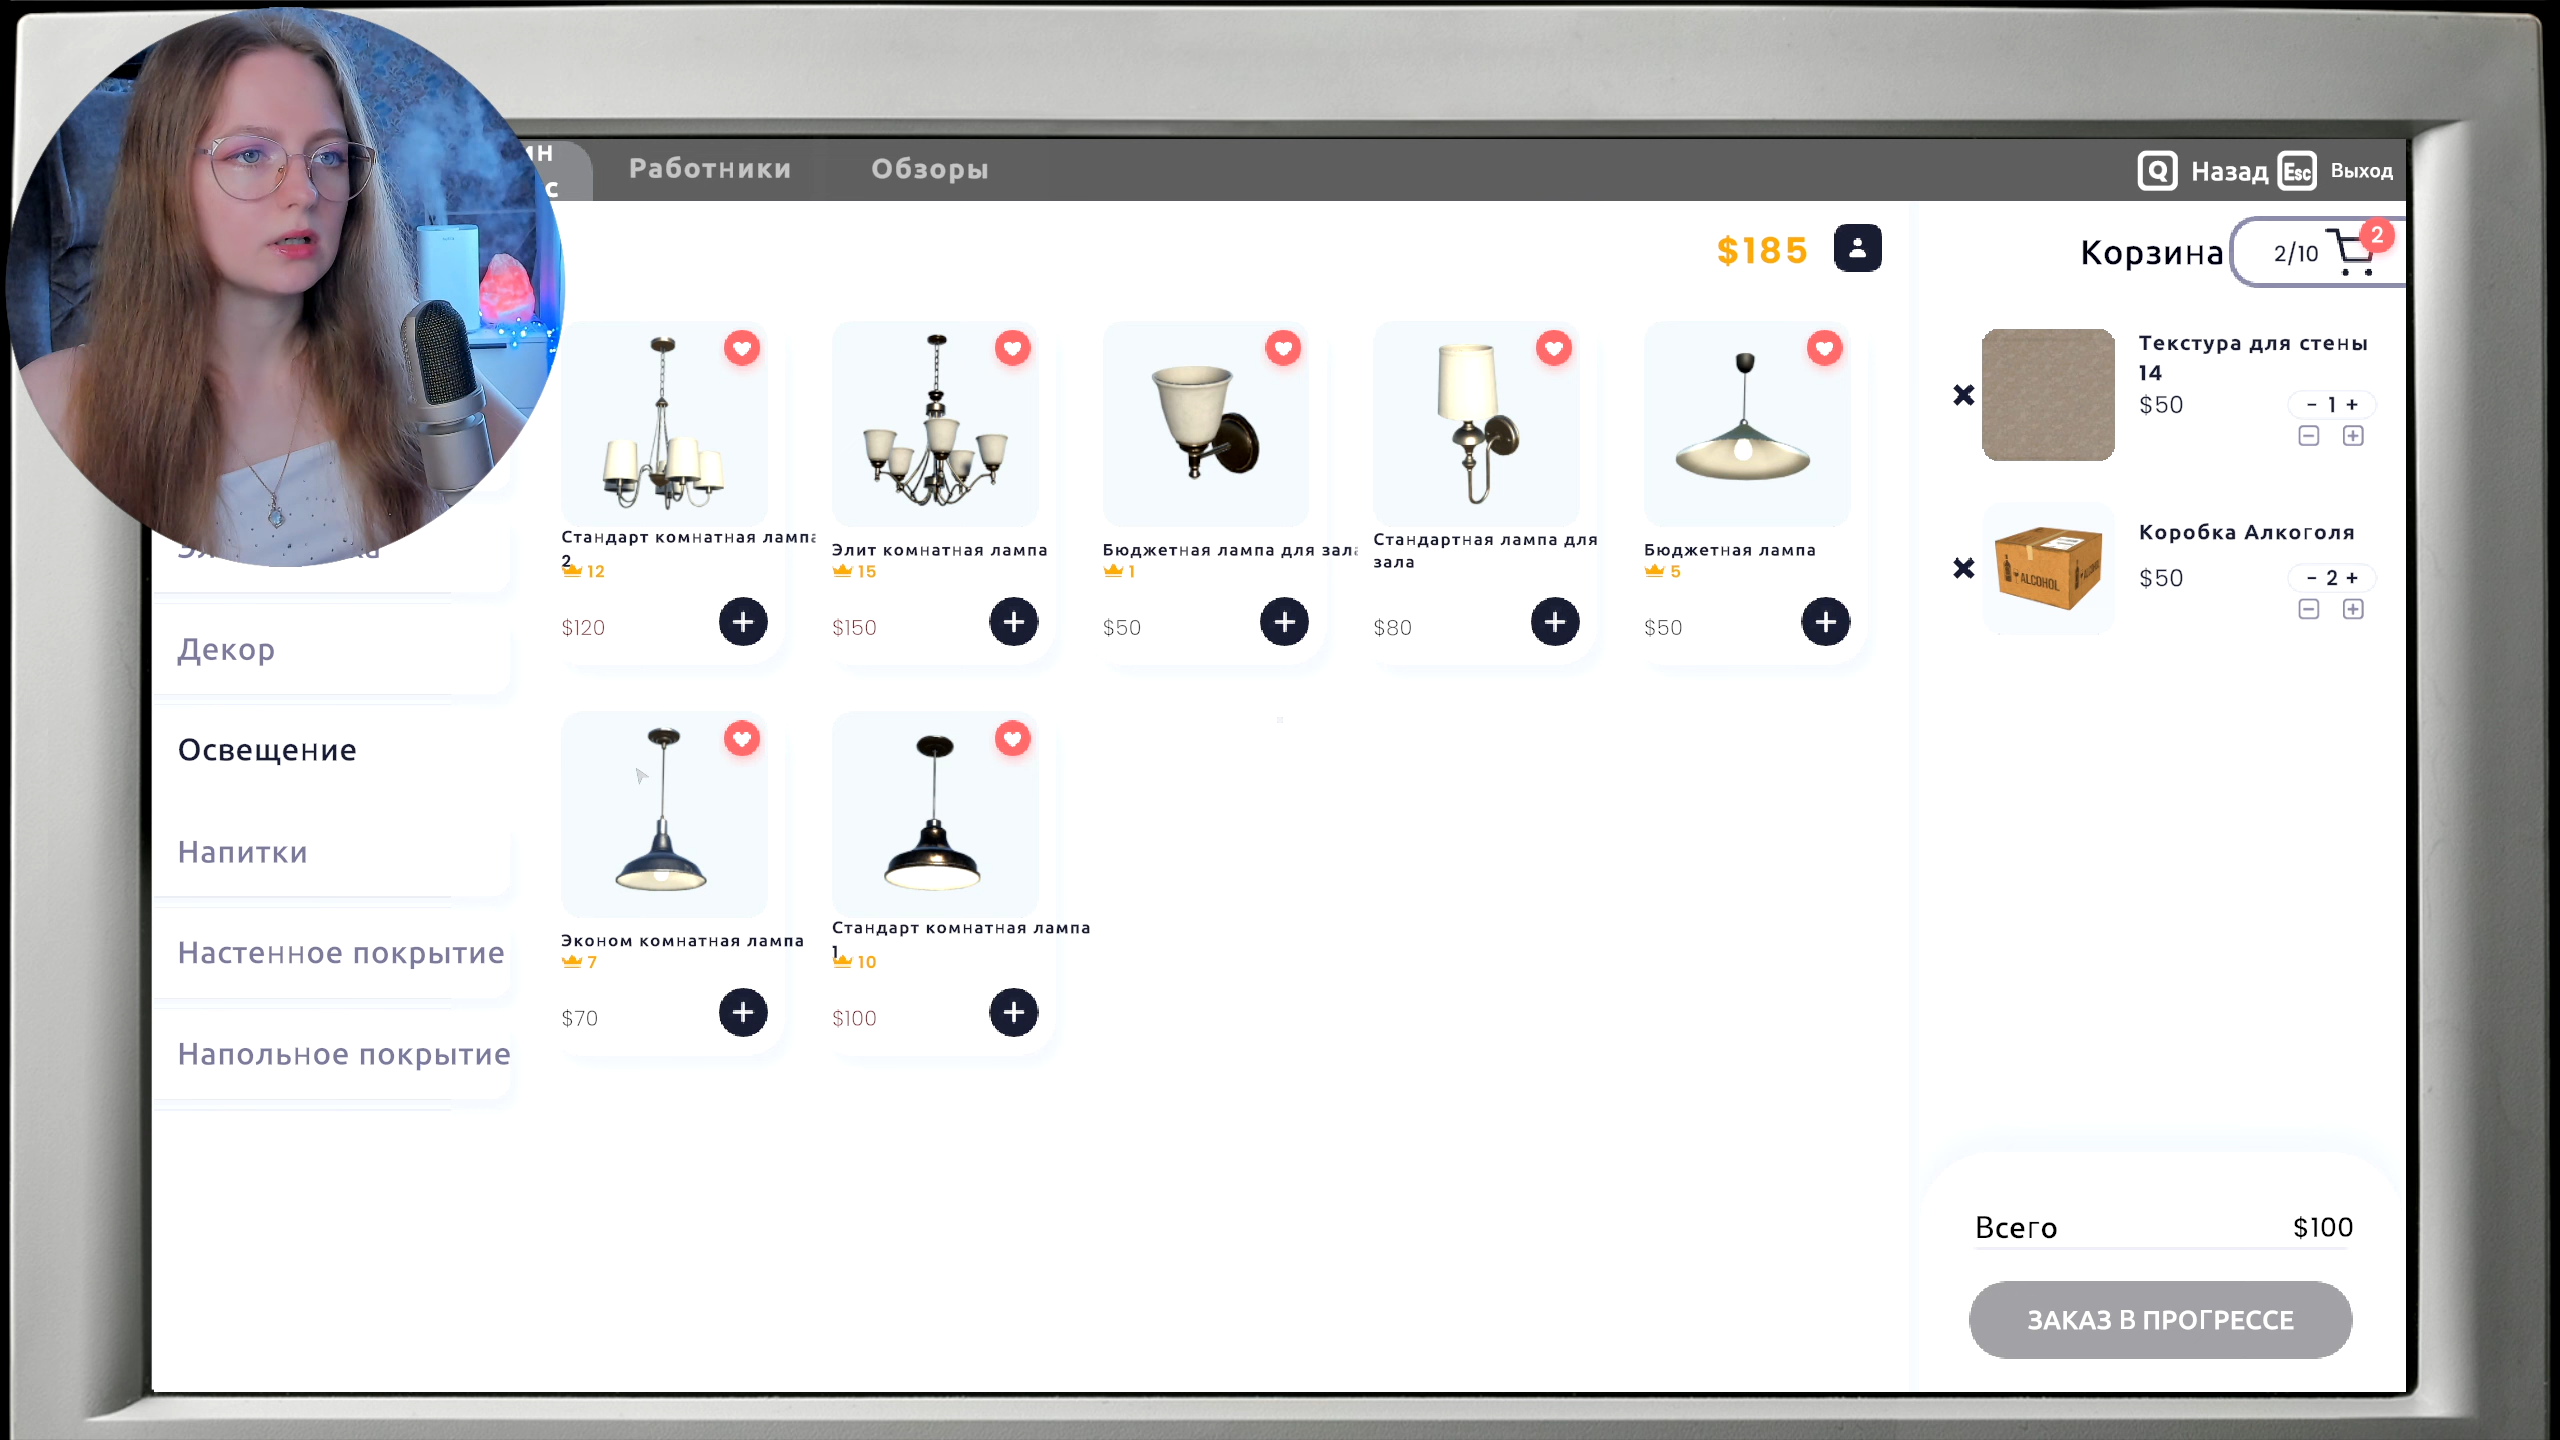 Работники
Обзоры
Q Назад Esc Выход
$185
Корзина
2/10
2
Текстура для стены
14
$50
- 1 +
Коробка Алкоголя
$50
- 2 +
ALCOHOL
Стандарт комнатная лампа
2
12
$120
Элит комнатная лампа
15
$150
Бюджетная лампа для зала
1
$50
Стандартная лампа для
зала
$80
Бюджетная лампа
5
$50
Декор
Освещение
Напитки
Настенное покрытие
Напольное покрытие
Эконом комнатная лампа
7
$70
Стандарт комнатная лампа
1
10
$100
Всего
$100
ЗАКАЗ В ПРОГРЕССЕ